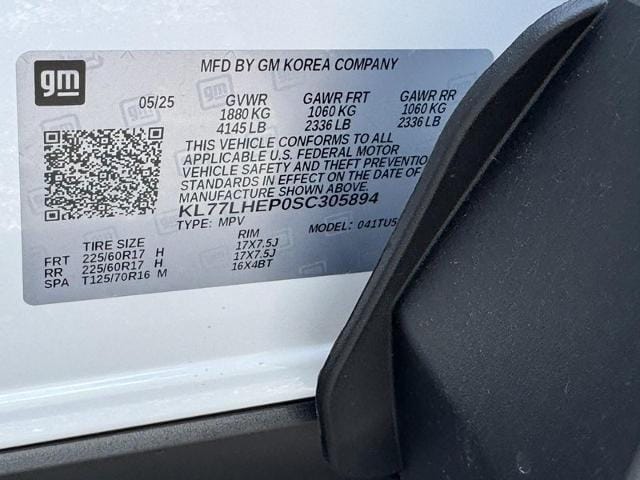 gm
MFD BY GM KOREA COMPANY
05/25 GVWR GAWR FRT GAWR RR
1880 KG 1060 KG 1060 KG
4145 LB 2336 LB 2336 LB
THIS VEHICLE CONFORMS TO ALL
APPLICABLE U.S. FEDERAL MOTOR
VEHICLE SAFETY AND THEFT PREVENTION
STANDARDS IN EFFECT ON THE DATE OF
MANUFACTURE SHOWN ABOVE.
KL77LHEP0SC305894
TYPE: MPV MODEL: 041TU5
TIRE SIZE RIM
FRT 225/60R17 H 17X7.5J
RR 225/60R17 H 17X7.5J
SPA T125/70R16 M 16X4BT